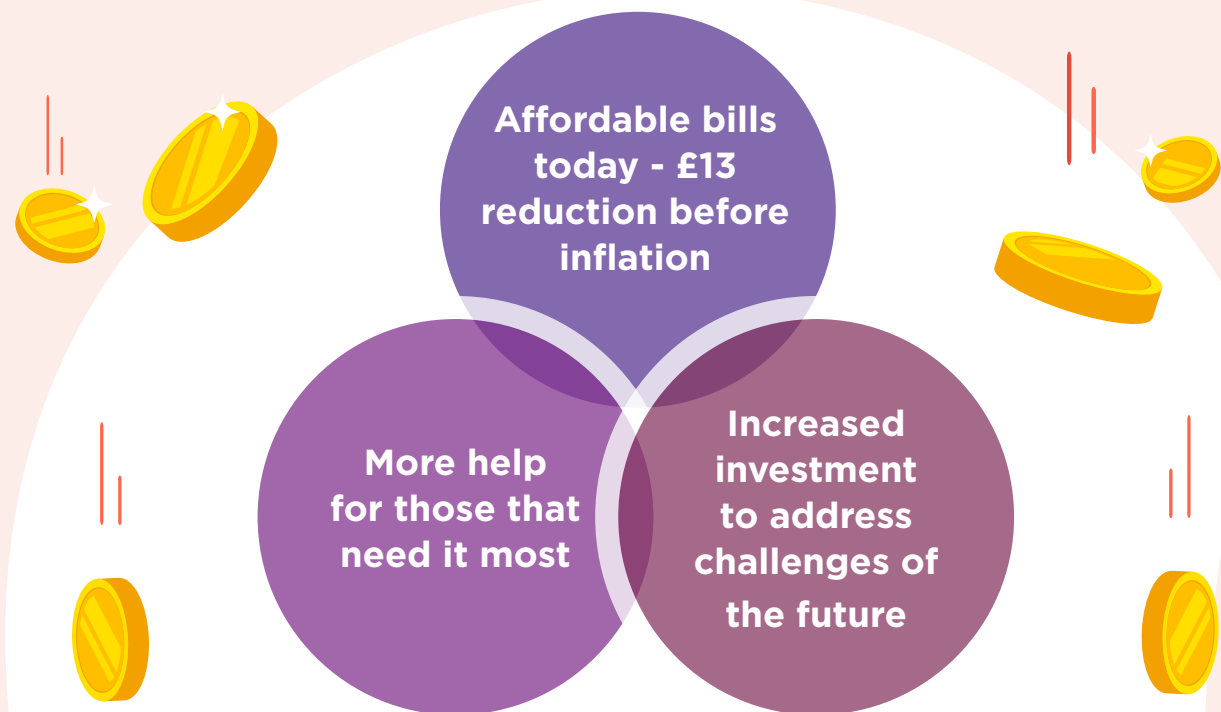 Affordable bills
today - £13
reduction before
inflation
More help
for those that
need it most
Increased
investment
to address
challenges of
the future